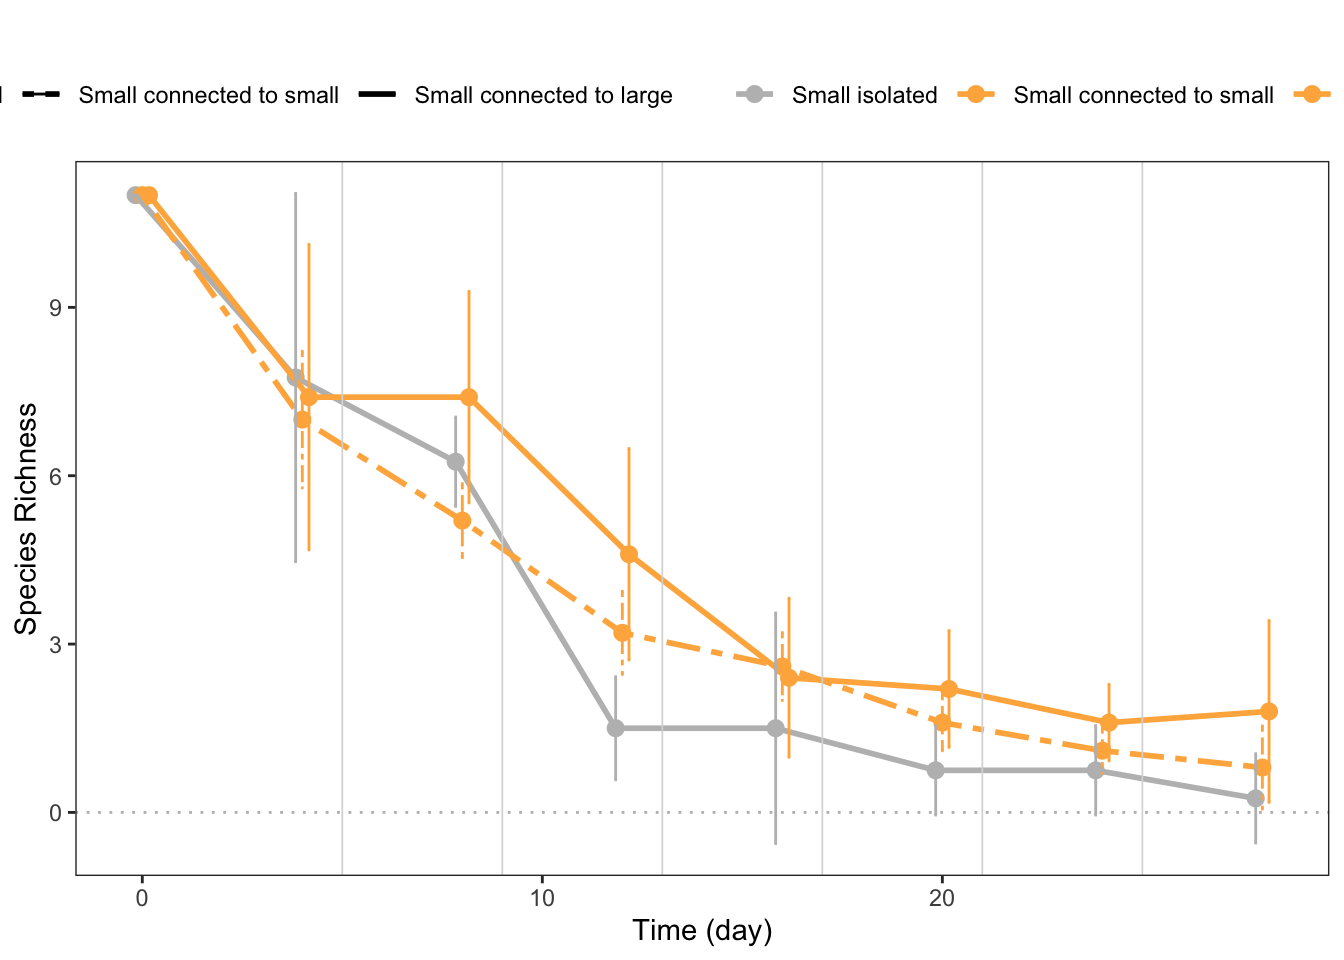 Small connected to small Small connected to large Small isolated Small connected to small
Species Richness
9
6
3
0
0 10 20
Time (day)